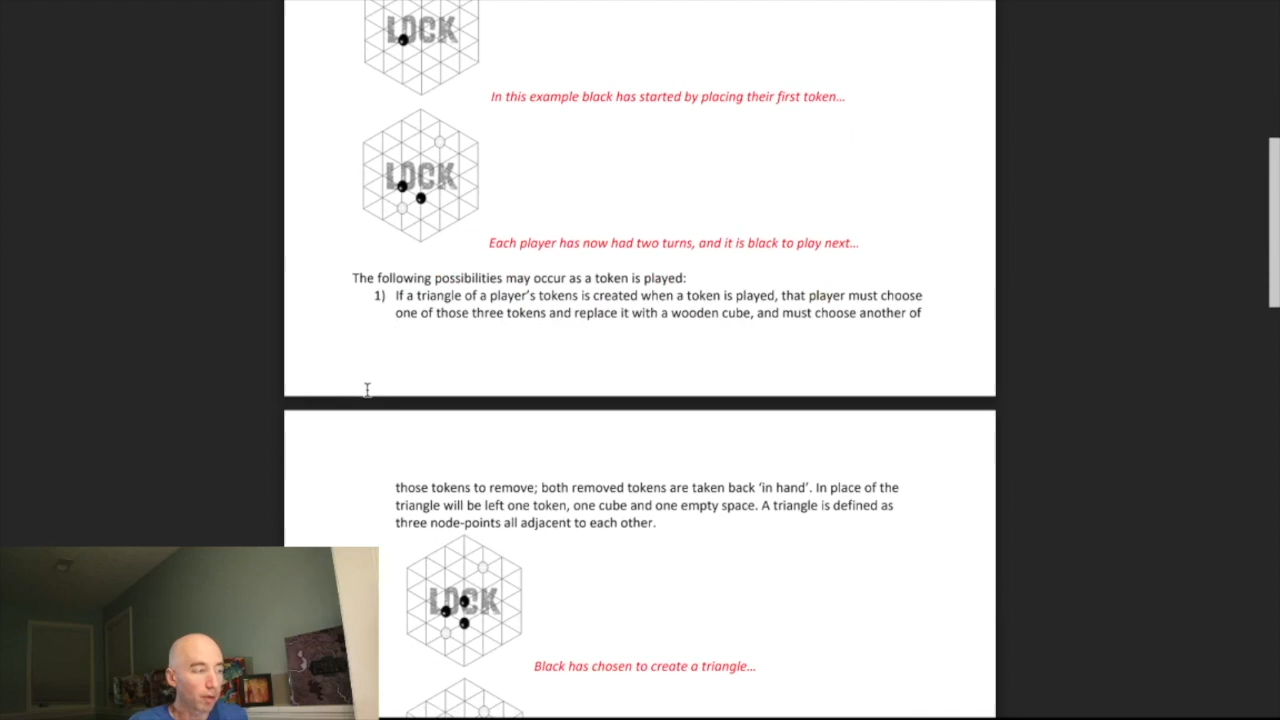 LOCK
In this example black has started by placing their first token…
LOCK
Each player has now had two turns, and it is black to play next…
The following possibilities may occur as a token is played:
1) If a triangle of a player’s tokens is created when a token is played, that player must choose
one of those three tokens and replace it with a wooden cube, and must choose another of
those tokens to remove; both removed tokens are taken back ‘in hand’. In place of the
triangle will be left one token, one cube and one empty space. A triangle is defined as
three node-points all adjacent to each other.
LOCK
Black has chosen to create a triangle…